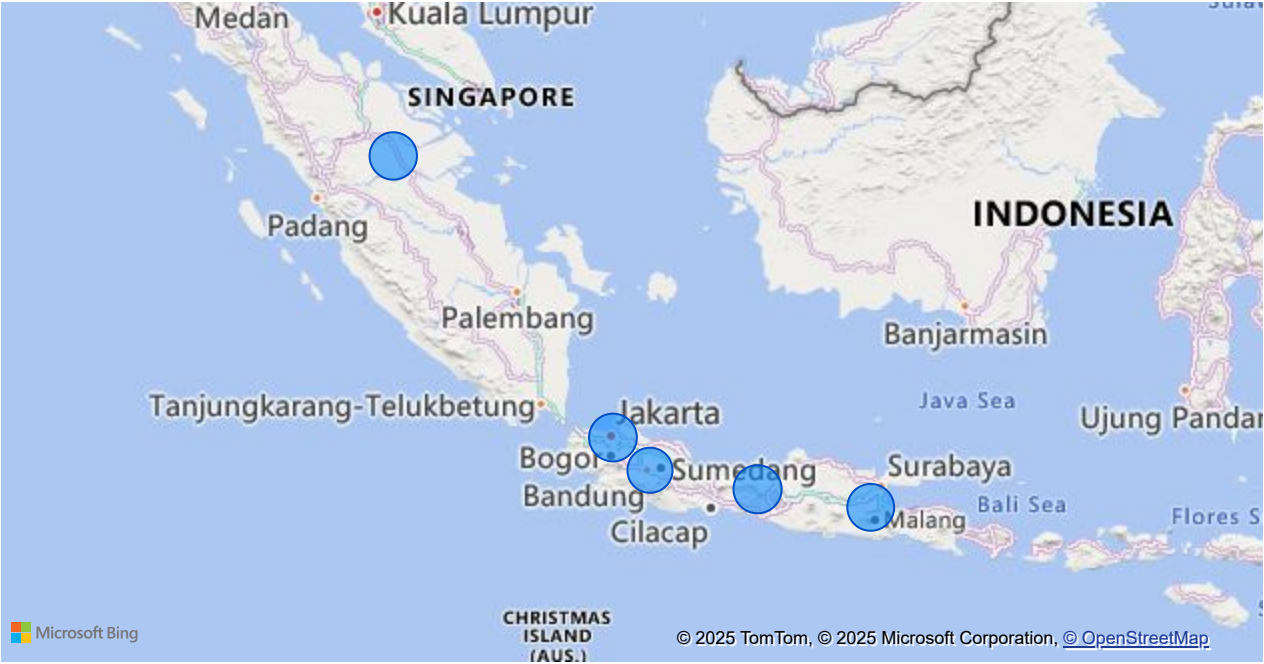 Medan
Kuala Lumpur
SINGAPORE
Padang
INDONESIA
Palembang
Banjarmasin
Tanjungkarang-Telukbetung
Jakarta
Java Sea
Ujung Pandar
Bogor
Sumedang
Surabaya
Bandung
Bali Sea
Cilacap
Malang
Flores S
CHRISTMAS
ISLAND
(AUS.)
Microsoft Bing
© 2025 TomTom, © 2025 Microsoft Corporation, © OpenStreetMap